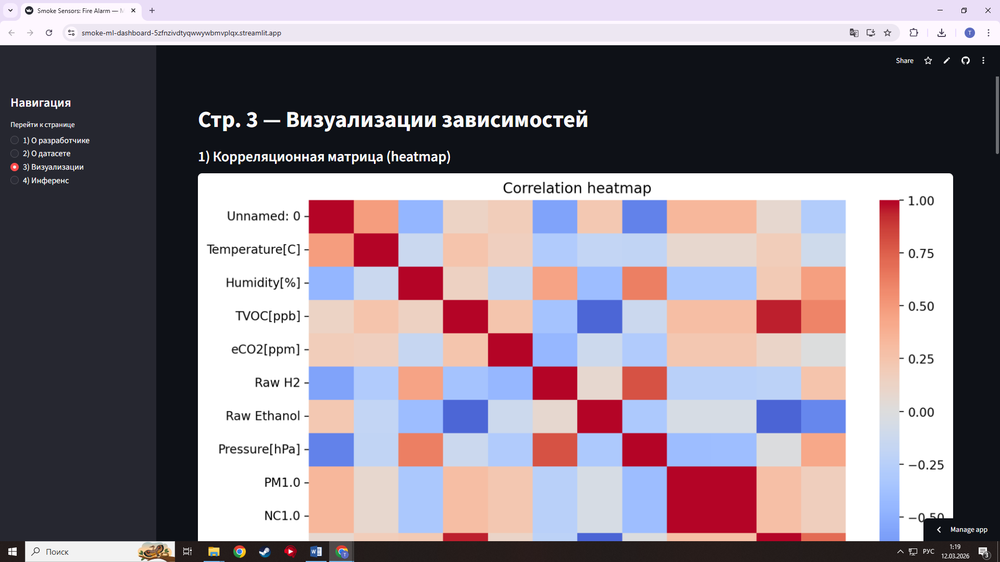 Smoke Sensors: Fire Alarm — M
smoke-ml-dashboard-5zfnzivdtyqwwywbmvplqx.streamlit.app
T
Share
Навигация
Перейти к странице
1) О разработчике
2) О датасете
3) Визуализации
4) Инференс
Стр. 3 — Визуализации зависимостей
1) Корреляционная матрица (heatmap)
Correlation heatmap
Unnamed: 0
Temperature[C]
Humidity[%]
TVOC[ppb]
eCO2[ppm]
Raw H2
Raw Ethanol
Pressure[hPa]
PM1.0
NC1.0
1.00
0.75
0.50
0.25
0.00
−0.25
−0.50
Manage app
Поиск
T
РУС
1:19
12.03.2026
3